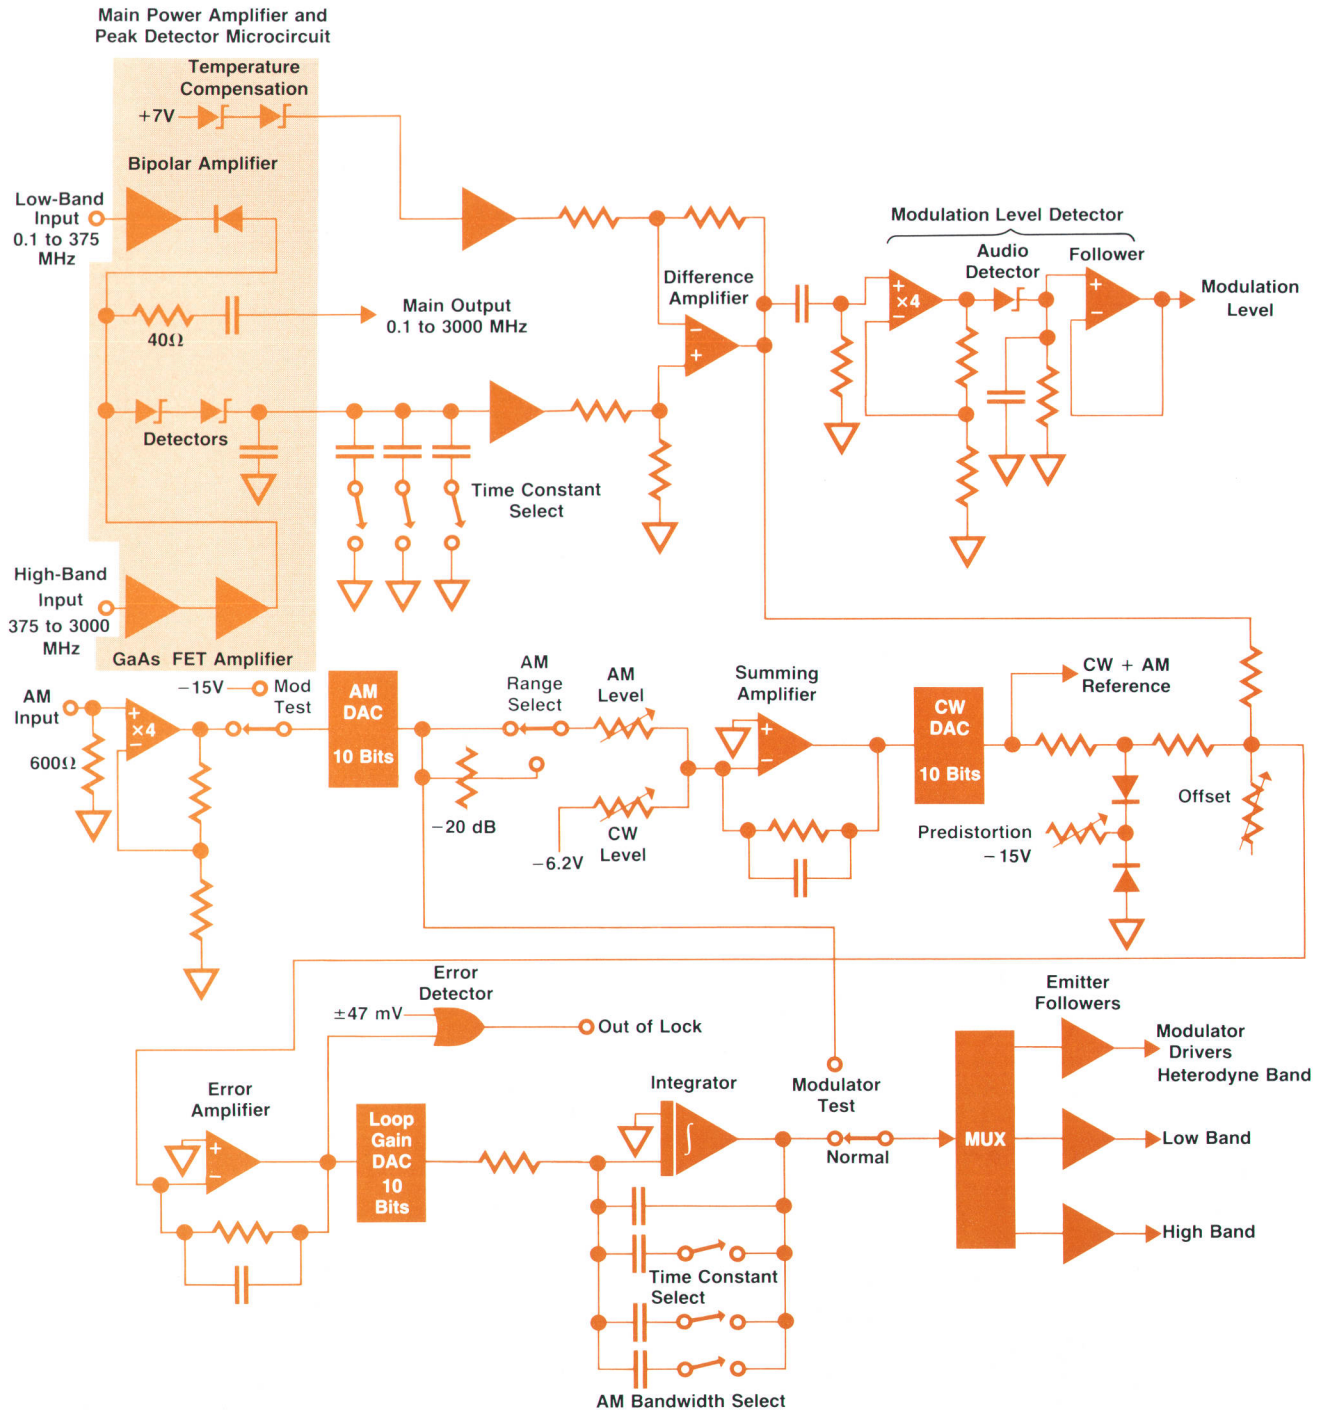 Main Power Amplifier and
Peak Detector Microcircuit
Temperature
Compensation
+7V
Bipolar Amplifier
Low-Band
Input
0.1 to 375
MHz
40Ω
Main Output
0.1 to 3000 MHz
Detectors
Time Constant
Select
Difference
Amplifier
−
+
Modulation Level Detector
Audio
Detector
Follower
+
×4
−
+
−
Modulation
Level
High-Band
Input
375 to 3000
MHz
GaAs FET Amplifier
−15V
Mod
Test
AM
Input
600Ω
+
×4
−
AM
DAC
10 Bits
AM
Range
Select
−20 dB
AM
Level
−6.2V
CW
Level
Summing
Amplifier
+
−
CW
DAC
10 Bits
CW + AM
Reference
Predistortion
−15V
Offset
Error
Detector
±47 mV
Out of Lock
Error
Amplifier
+
−
Loop
Gain
DAC
10
Bits
Integrator
∫
Time Constant
Select
AM Bandwidth Select
Modulator
Test
Normal
MUX
Emitter
Followers
Modulator
Drivers
Heterodyne Band
Low Band
High Band